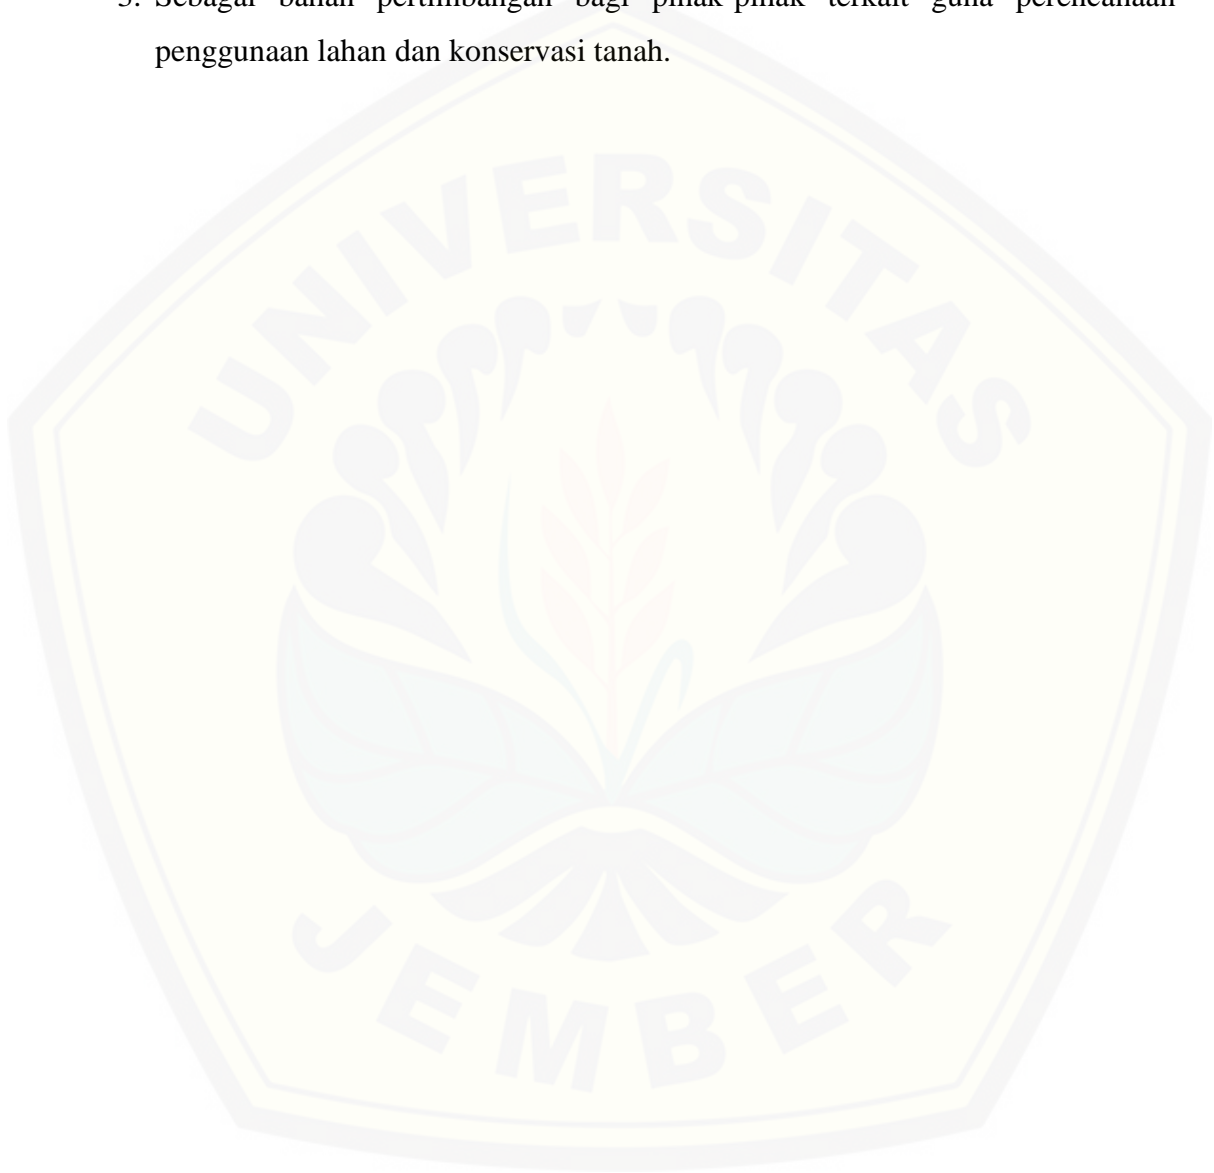 3. Sebagai bahan pertimbangan bagi pihak-pihak terkait guna perencanaan
penggunaan lahan dan konservasi tanah.
UNIVERSITAS
JEMBER